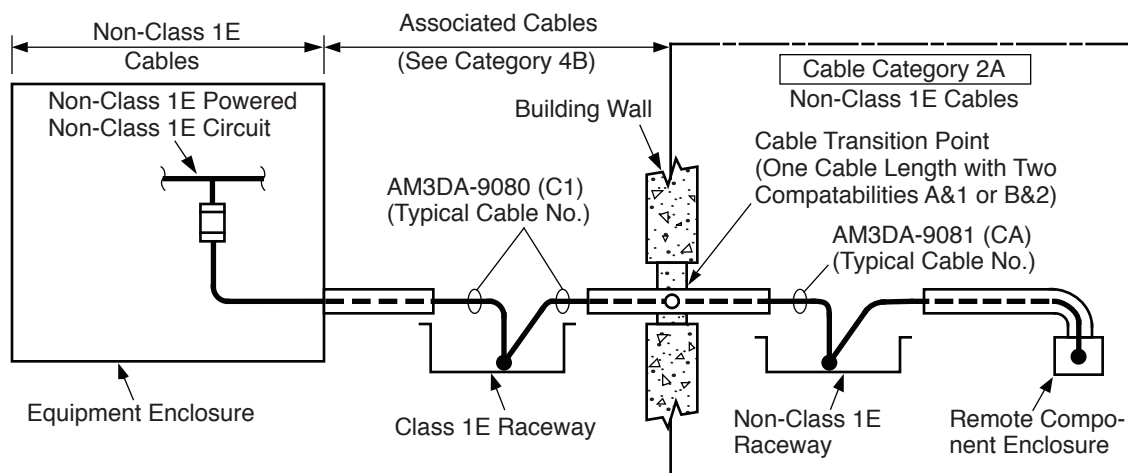 Non-Class 1E
Cables
Associated Cables
(See Category 4B)
Cable Category 2A
Non-Class 1E Cables
Non-Class 1E Powered
Non-Class 1E Circuit
Building Wall
Cable Transition Point
(One Cable Length with Two
Compatabilities A&1 or B&2)
AM3DA-9080 (C1)
(Typical Cable No.)
AM3DA-9081 (CA)
(Typical Cable No.)
Equipment Enclosure
Class 1E Raceway
Non-Class 1E
Raceway
Remote Compo-
nent Enclosure